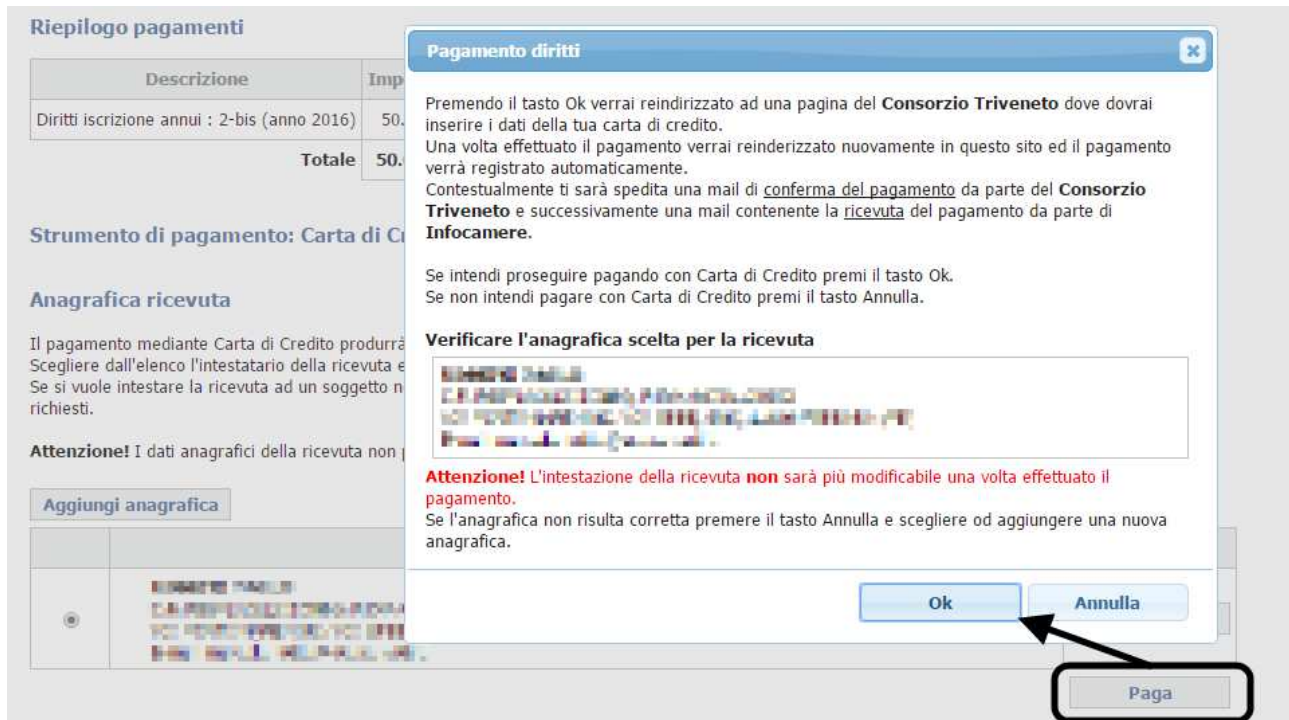 Riepilogo pagamenti
Descrizione
Diritti iscrizione annui : 2-bis (anno 2016)
Totale
Strumento di pagamento: Carta di
Anagrafica ricevuta
Il pagamento mediante Carta di Credito
Scegliere dall'elenco l'intestatario della
Se si vuole intestare la ricevuta ad un
richiesti.
Attenzione! I dati anagrafici della ricevuta non
Aggiungi anagrafica
Pagamento diritti
Premendo il tasto Ok verrai reindirizzato ad una pagina del Consorzio Triveneto dove dovrai
inserire i dati della tua carta di credito.
Una volta effettuato il pagamento verrai reinderizzato nuovamente in questo sito ed il pagamento
verrà registrato automaticamente.
Contestualmente ti sarà spedita una mail di conferma del pagamento da parte del Consorzio
Triveneto e successivamente una mail contenente la ricevuta del pagamento da parte di
Infocamere.
Se intendi proseguire pagando con Carta di Credito premi il tasto Ok.
Se non intendi pagare con Carta di Credito premi il tasto Annulla.
Verificare l'anagrafica scelta per la ricevuta
Attenzione! L'intestazione della ricevuta non sarà più modificabile una volta effettuato il
pagamento.
Se l'anagrafica non risulta corretta premere il tasto Annulla e scegliere od aggiungere una nuova
anagrafica.
Ok Annulla
Paga